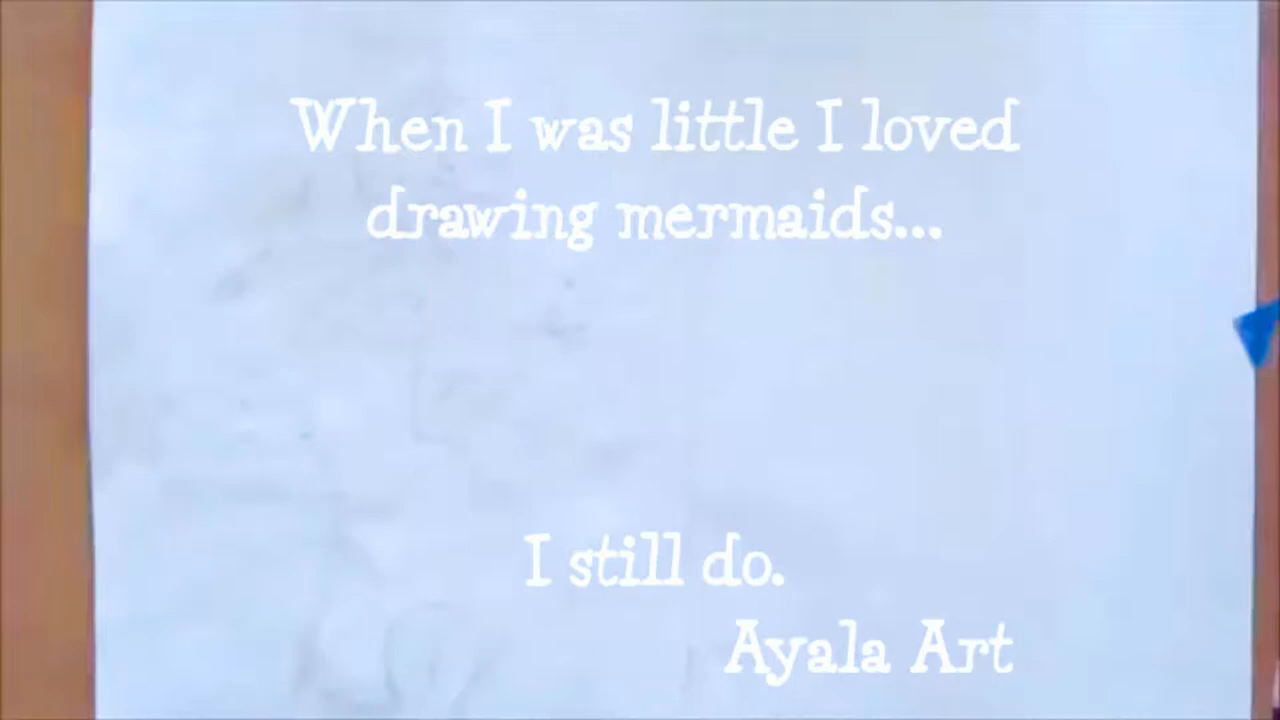 When I was little I loved
drawing mermaids...
I still do.
Ayala Art